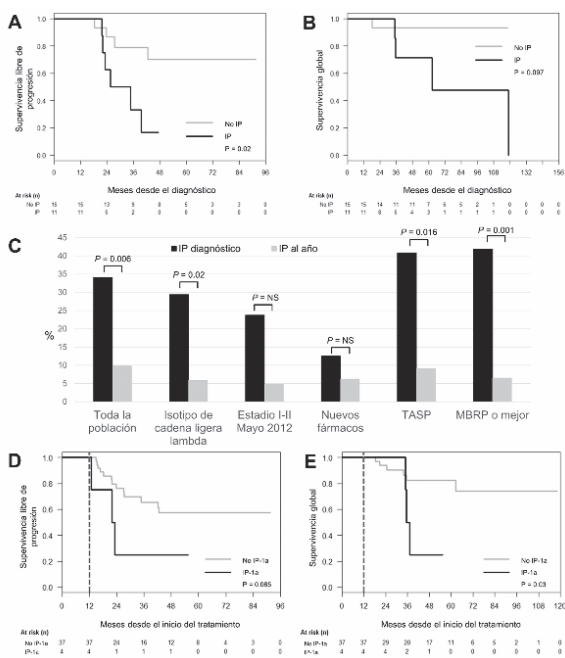 A
1.0
0.8
0.6
0.4
0.2
0.0
Supervivencia libre de
progresión
No IP
IP
P = 0.02
0 12 24 36 48 60 72 84 96
Meses desde el diagnóstico
At risk (n)
No IP 15 15 13 9 8 5 3 3 0
IP 11 11 5 2 0 0 0 0 0
B
1.0
0.8
0.6
0.4
0.2
0.0
Supervivencia global
No IP
IP
P = 0.097
0 12 24 36 48 60 72 84 96 108 120 132 144 156
Meses desde el diagnóstico
At risk (n)
No IP 15 15 14 11 11 7 5 2 1 0 0 0 0
IP 11 11 4 3 1 1 1 1 0 0 0 0
C
45
40
35
30
25
20
15
10
5
0
%
IP diagnóstico IP al año
P = 0.006
P = 0.02
P = NS
P = NS
P = 0.016
P = 0.001
Toda la
población
Isotipo de
cadena ligera
lambda
Estadio I-II
Mayo 2012
Nuevos
fármacos
TASP
MBRP o mejor
D
1.0
0.8
0.6
0.4
0.2
0.0
Supervivencia libre de
progresión
No IP-1a
IP-1a
P = 0.085
0 12 24 36 48 60 72 84 96
Meses desde el inicio del tratamiento
At risk (n)
No IP-1a 37 37 24 16 12 8 4 3 0
IP-1a 4 4 1 1 1 0 0 0 0
E
1.0
0.8
0.6
0.4
0.2
0.0
Supervivencia global
No IP-1a
IP-1a
P = 0.03
0 12 24 36 48 60 72 84 96 108 120
Meses desde el inicio del tratamiento
At risk (n)
No IP-1a 37 37 17 11 6 5 2 1 0
IP-1a 4 4 4 2 1 0 0 0 0 0 0